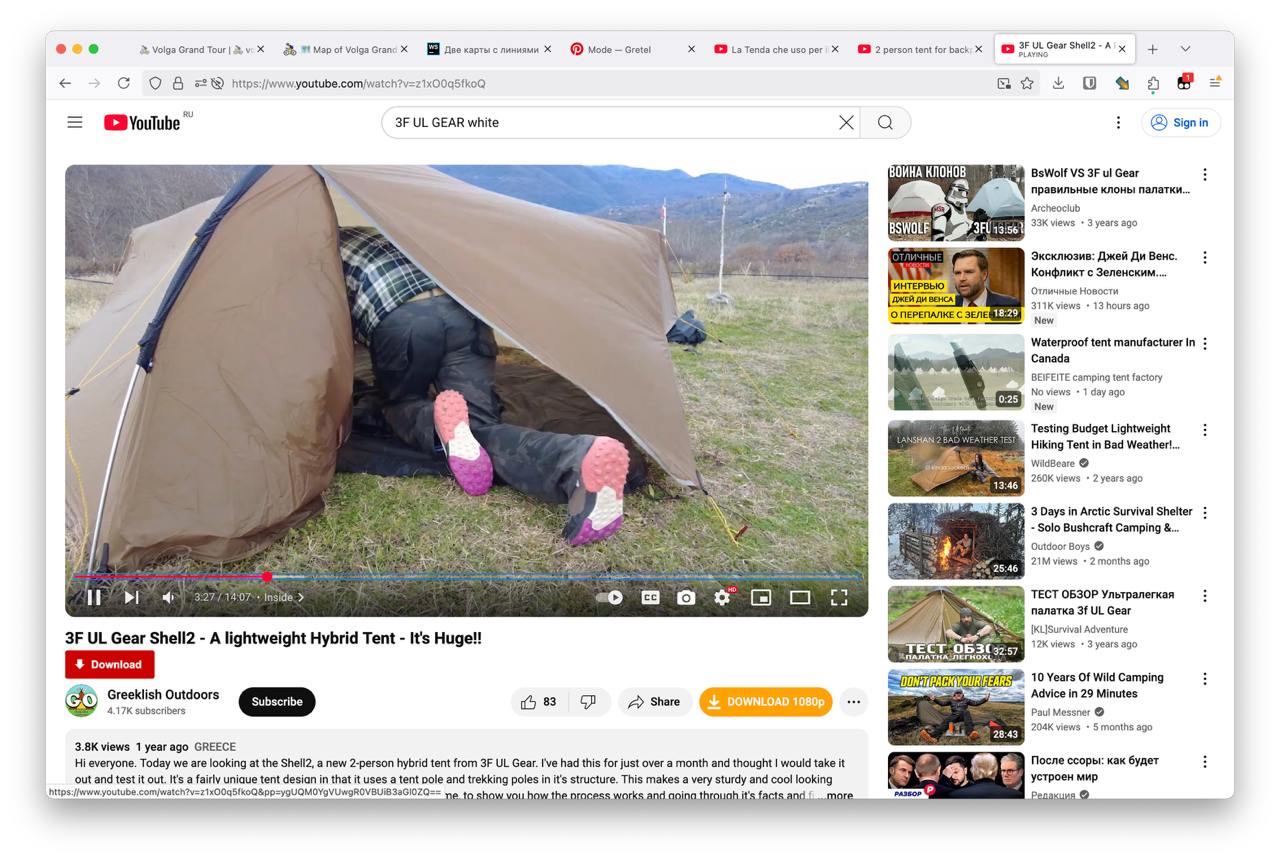 Volga Grand Tour |
Map of Volga Grand
WS
Две карты с линиями
Mode — Gretel
La Tenda che uso per i
2 person tent for back
3F UL Gear Shell2 - A
PLAYING
https://www.youtube.com/watch?v=z1xO0q5fkoQ
1
YouTube
RU
3F UL GEAR white
Sign in
3:27 / 14:07 • Inside
CC
HD
3F UL Gear Shell2 - A lightweight Hybrid Tent - It's Huge!!
Download
GO
Greeklish Outdoors
4.17K subscribers
Subscribe
83
Share
DOWNLOAD 1080p
3.8K views 1 year ago GREECE
Hi everyone. Today we are looking at the Shell2, a new 2-person hybrid tent from 3F UL Gear. I've had this for just over a month and thought I would take it
out and test it out. It's a fairly unique tent design in that it uses a tent pole and trekking poles in it's structure. This makes a very sturdy and cool looking
me, to show you how the process works and going through it's facts and fi ...more
https://www.youtube.com/watch?v=z1xO0q5fkoQ&pp=ygUQM0YgVUwgR0VBUiB3aGl0ZQ==
ВОЙНА КЛОНОВ
BSWOLF
3FU
13:56
BsWolf VS 3F ul Gear
правильные клоны палатки...
Archeoclub
33K views • 3 years ago
ОТЛИЧНЫЕ
НОВОСТИ
ИНТЕРВЬЮ
ДЖЕЙ ДИ ВЕНСА
О ПЕРЕПАЛКЕ С ЗЕЛЕН
18:29
Эксклюзив: Джей Ди Венс.
Конфликт с Зеленским....
Отличные Новости
311K views • 13 hours ago
New
0:25
Waterproof tent manufacturer In
Canada
BEIFEITE camping tent factory
No views • 1 day ago
New
LANSHAN 2 BAD WEATHER TEST
13:46
Testing Budget Lightweight
Hiking Tent in Bad Weather!...
WildBeare
260K views • 2 years ago
25:46
3 Days in Arctic Survival Shelter
- Solo Bushcraft Camping &...
Outdoor Boys
21M views • 2 months ago
ТЕСТ ОБЗО
ПАЛАТКА ЛЕГКОХ
32:57
ТЕСТ ОБЗОР Ультралегкая
палатка 3f UL Gear
[KL]Survival Adventure
12K views • 3 years ago
DON'T PACK YOUR FEARS
28:43
10 Years Of Wild Camping
Advice in 29 Minutes
Paul Messner
204K views • 5 months ago
РАЗБОР
После ссоры: как будет
устроен мир
Редакция